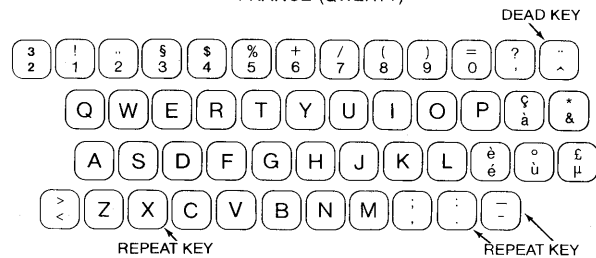 FRANCE (QWERTY)
DEAD KEY
3 ! ¨ § $ % + / ( ) = ? ¨
2 1 2 3 4 5 6 7 8 9 0 ' ^
Q W E R T Y U I O P ç à * &
A S D F G H J K L è é ° ù £ μ
> < Z X C V B N M ; , : . _ -
REPEAT KEY REPEAT KEY